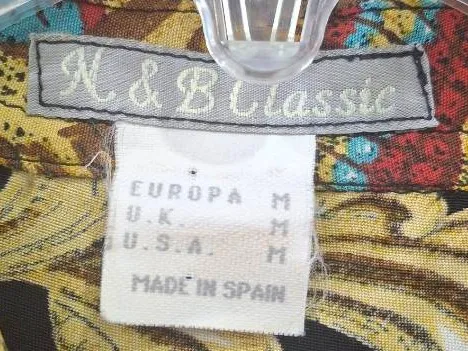 N & B Classic
EUROPA M
U.K. M
U.S.A. M
MADE IN SPAIN